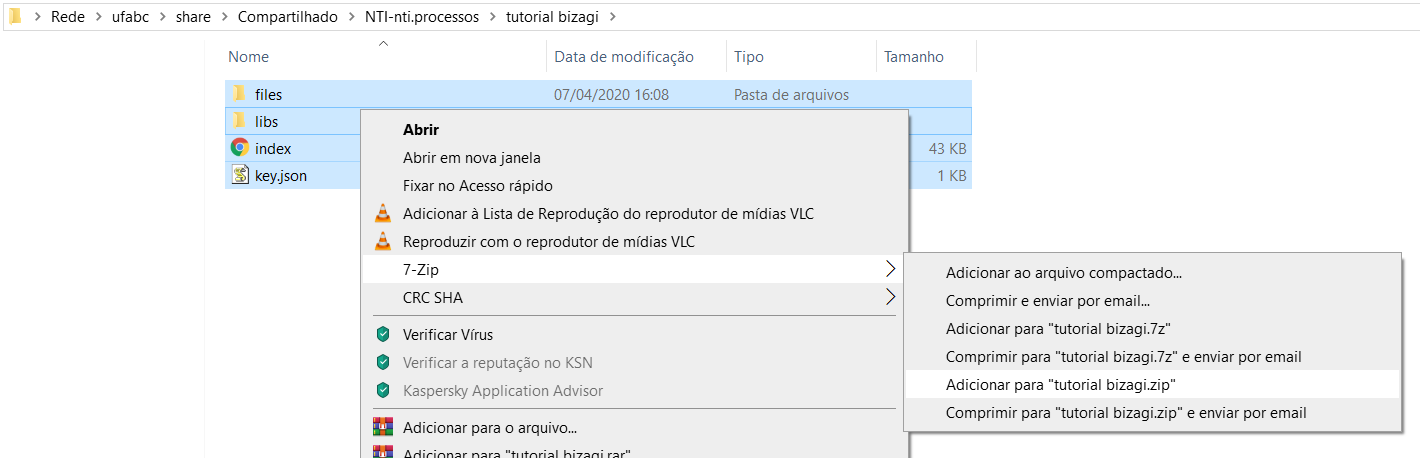 Rede > ufabc > share > Compartilhado > NTI-nti.processos > tutorial bizagi >
Nome Data de modificação Tipo Tamanho
files 07/04/2020 16:08 Pasta de arquivos
libs
index 43 KB
key.json 1 KB
Abrir
Abrir em nova janela
Fixar no Acesso rápido
Adicionar à Lista de Reprodução do reprodutor de mídias VLC
Reproduzir com o reprodutor de mídias VLC
7-Zip
CRC SHA
Verificar Vírus
Verificar a reputação no KSN
Kaspersky Application Advisor
Adicionar para o arquivo...
Adicionar para "tutorial bizagi.rar"
Adicionar ao arquivo compactado...
Comprimir e enviar por email...
Adicionar para "tutorial bizagi.7z"
Comprimir para "tutorial bizagi.7z" e enviar por email
Adicionar para "tutorial bizagi.zip"
Comprimir para "tutorial bizagi.zip" e enviar por email